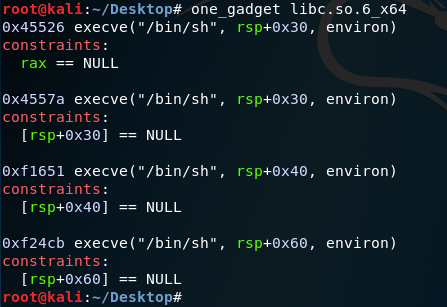 root@kali:~/Desktop# one_gadget libc.so.6_x64
0x45526 execve("/bin/sh", rsp+0x30, environ)
constraints:
  rax == NULL

0x4557a execve("/bin/sh", rsp+0x30, environ)
constraints:
  [rsp+0x30] == NULL

0xf1651 execve("/bin/sh", rsp+0x40, environ)
constraints:
  [rsp+0x40] == NULL

0xf24cb execve("/bin/sh", rsp+0x60, environ)
constraints:
  [rsp+0x60] == NULL
root@kali:~/Desktop#